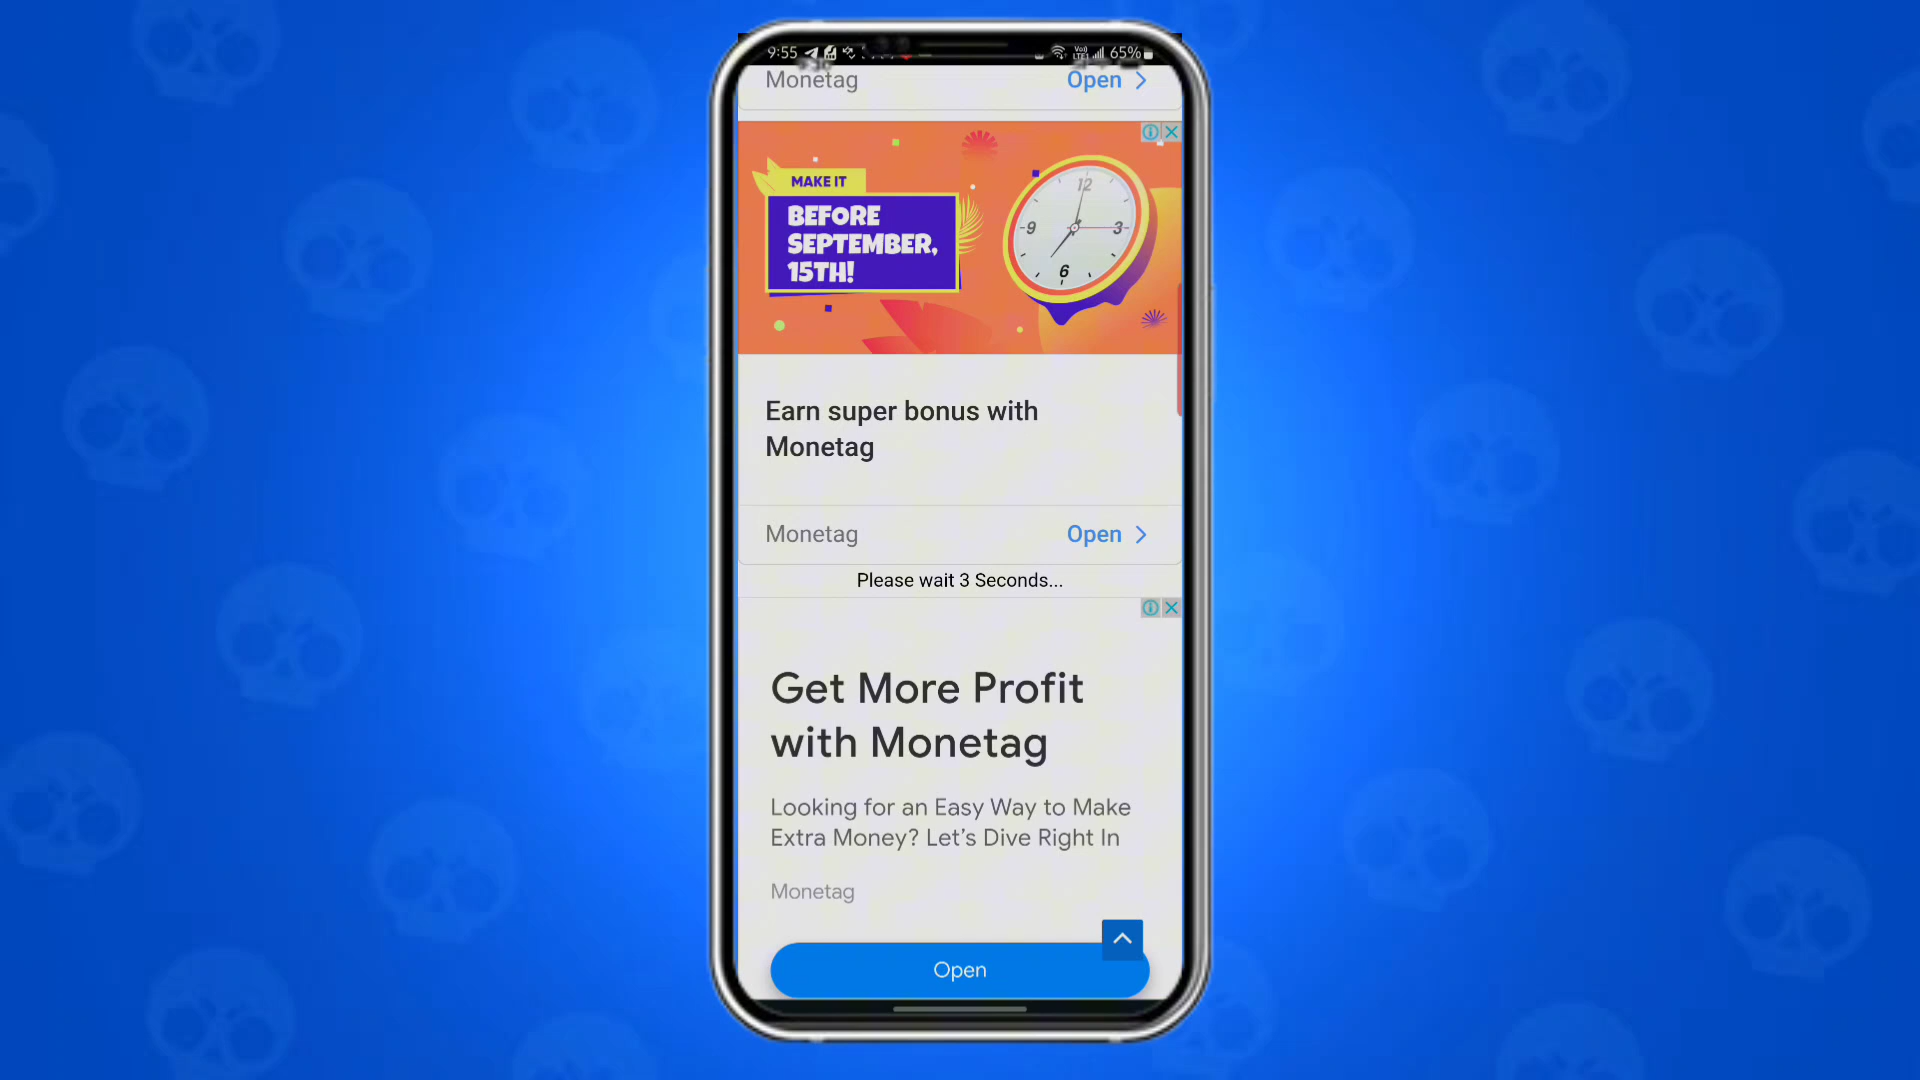 9:55 65%
Monetag Open
MAKE IT
BEFORE
SEPTEMBER,
15TH!
12
9 3
6
Earn super bonus with
Monetag
Monetag Open
Please wait 3 Seconds...
Get More Profit
with Monetag
Looking for an Easy Way to Make
Extra Money? Let’s Dive Right In
Monetag
Open